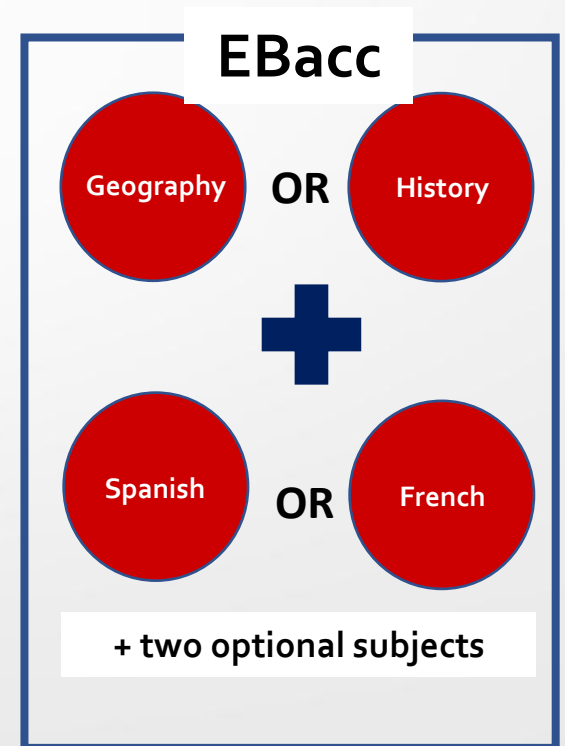 EBacc
Geography OR History
Spanish OR French
+ two optional subjects